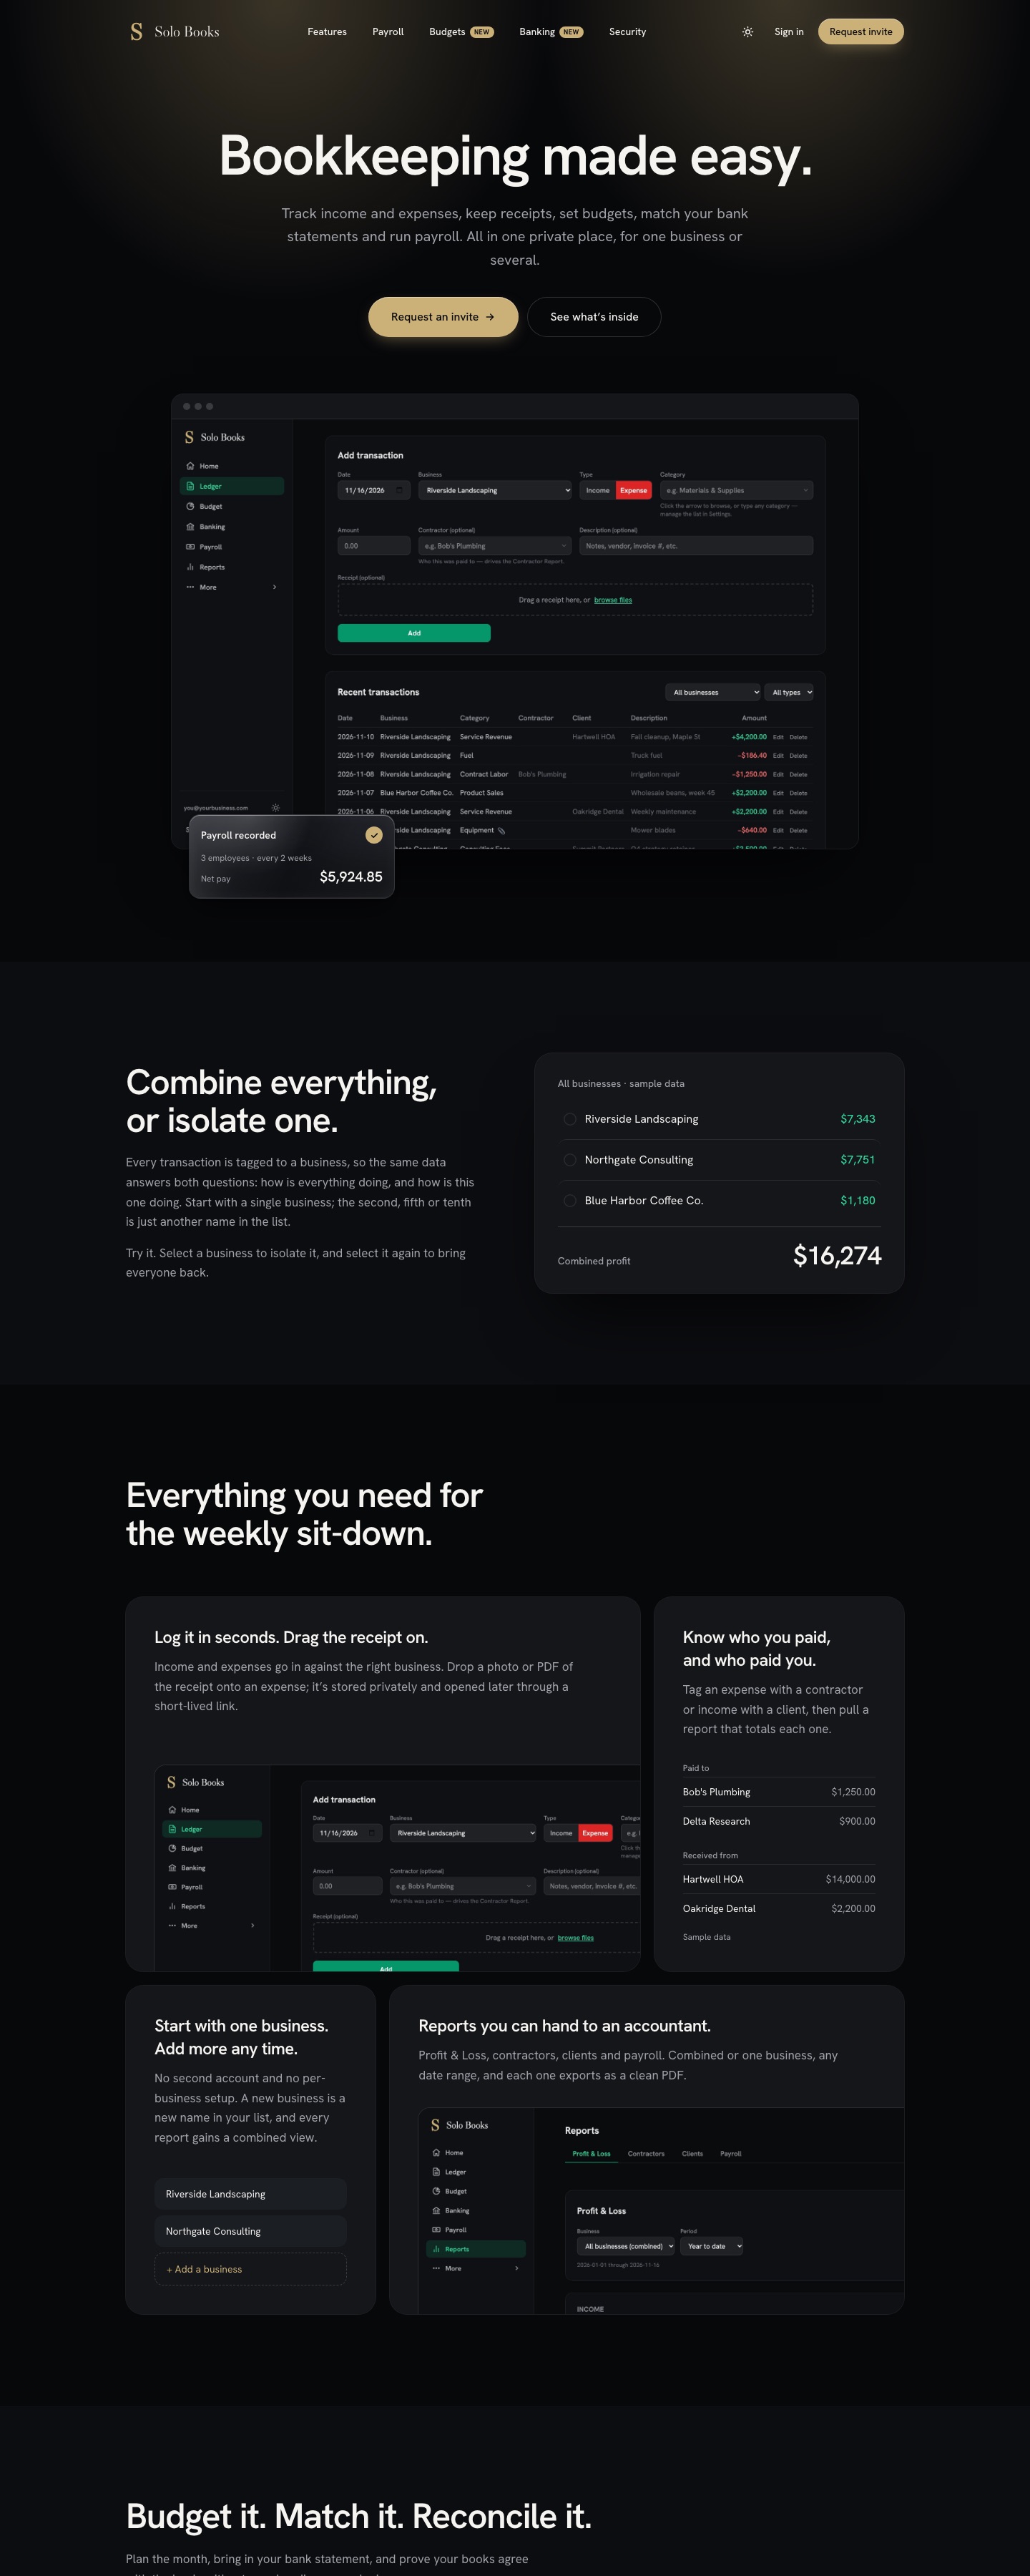 S Solo Books
Features Payroll Budgets NEW Banking NEW Security
Sign in Request invite
Bookkeeping made easy.
Track income and expenses, keep receipts, set budgets, match your bank
statements and run payroll. All in one private place, for one business or
several.
Request an invite →
See what's inside
S Solo Books
Home
Ledger
Budget
Banking
Payroll
Reports
More
you@yourbusiness.com
Add transaction
Date Business Type Category
11/16/2026 Riverside Landscaping Income Expense e.g. Materials & Supplies
Click the arrow to browse, or type any category —
manage the list in Settings.
Amount Contractor (optional) Description (optional)
0.00 e.g. Bob's Plumbing Notes, vendor, invoice #, etc.
Who this was paid to — drives the Contractor Report.
Receipt (optional)
Drag a receipt here, or browse files
Add
Recent transactions All businesses All types
Date Business Category Contractor Client Description Amount
2026-11-10 Riverside Landscaping Service Revenue Hartwell HOA Fall cleanup, Maple St +$4,200.00 Edit Delete
2026-11-09 Riverside Landscaping Fuel Truck fuel −$186.40 Edit Delete
2026-11-08 Riverside Landscaping Contract Labor Bob's Plumbing Irrigation repair −$1,250.00 Edit Delete
2026-11-07 Blue Harbor Coffee Co. Product Sales Wholesale beans, week 45 +$2,200.00 Edit Delete
2026-11-06 Riverside Landscaping Service Revenue Oakridge Dental Weekly maintenance +$2,200.00 Edit Delete
Landscaping Equipment Mower blades −$640.00 Edit Delete
Payroll recorded
3 employees · every 2 weeks
Net pay $5,924.85
Combine everything,
or isolate one.
Every transaction is tagged to a business, so the same data
answers both questions: how is everything doing, and how is this
one doing. Start with a single business; the second, fifth or tenth
is just another name in the list.
Try it. Select a business to isolate it, and select it again to bring
everyone back.
All businesses · sample data
Riverside Landscaping $7,343
Northgate Consulting $7,751
Blue Harbor Coffee Co. $1,180
Combined profit $16,274
Everything you need for
the weekly sit-down.
Log it in seconds. Drag the receipt on.
Income and expenses go in against the right business. Drop a photo or PDF of
the receipt onto an expense; it's stored privately and opened later through a
short-lived link.
S Solo Books
Home
Ledger
Budget
Banking
Payroll
Reports
More
Add transaction
Date Business Type
11/16/2026 Riverside Landscaping Income Expense
Amount Contractor (optional) Description (optional)
0.00 e.g. Bob's Plumbing Notes, vendor, invoice #, etc.
Who this was paid to — drives the Contractor Report.
Receipt (optional)
Drag a receipt here, or browse files
Add
Know who you paid,
and who paid you.
Tag an expense with a contractor
or income with a client, then pull a
report that totals each one.
Paid to
Bob's Plumbing $1,250.00
Delta Research $900.00
Received from
Hartwell HOA $14,000.00
Oakridge Dental $2,200.00
Sample data
Start with one business.
Add more any time.
No second account and no per-
business setup. A new business is a
new name in your list, and every
report gains a combined view.
Riverside Landscaping
Northgate Consulting
+ Add a business
Reports you can hand to an accountant.
Profit & Loss, contractors, clients and payroll. Combined or one business, any
date range, and each one exports as a clean PDF.
S Solo Books
Home
Ledger
Budget
Banking
Payroll
Reports
More
Reports
Profit & Loss Contractors Clients Payroll
Profit & Loss
Business Period
All businesses (combined) Year to date
2026-01-01 through 2026-11-16
INCOME
Budget it. Match it. Reconcile it.
Plan the month, bring in your bank statement, and prove your books agree